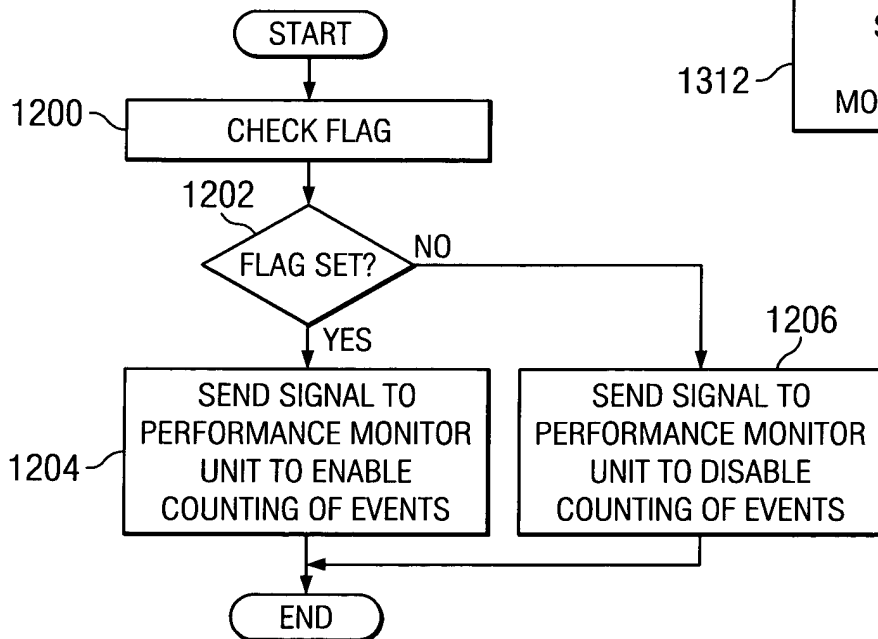 START
1200
CHECK FLAG
1202
FLAG SET?
NO
YES
1204
SEND SIGNAL TO
PERFORMANCE MONITOR
UNIT TO ENABLE
COUNTING OF EVENTS
1206
SEND SIGNAL TO
PERFORMANCE MONITOR
UNIT TO DISABLE
COUNTING OF EVENTS
END
1312